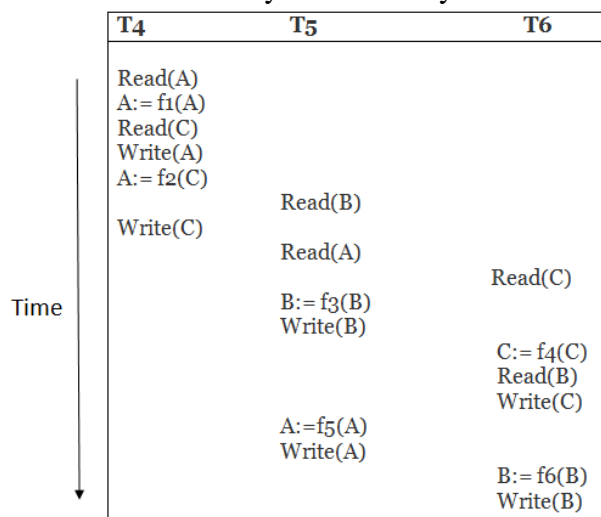 T4 T5 T6
Read(A)
A:= f1(A)
Read(C)
Write(A)
A:= f2(C)
Read(B)
Write(C)
Read(A)
Read(C)
Time
B:= f3(B)
Write(B)
C:= f4(C)
Read(B)
Write(C)
A:=f5(A)
Write(A)
B:= f6(B)
Write(B)